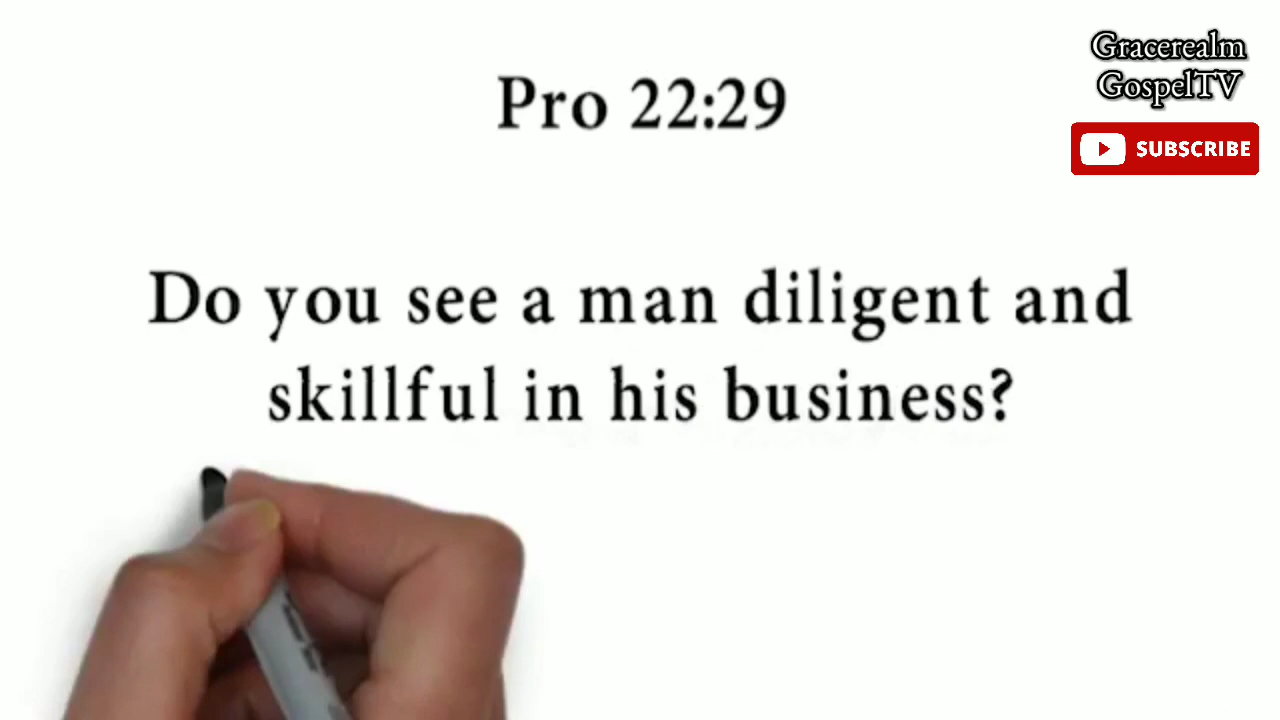 Gracerealm
GospelTV
SUBSCRIBE
Pro 22:29
Do you see a man diligent and
skillful in his business?